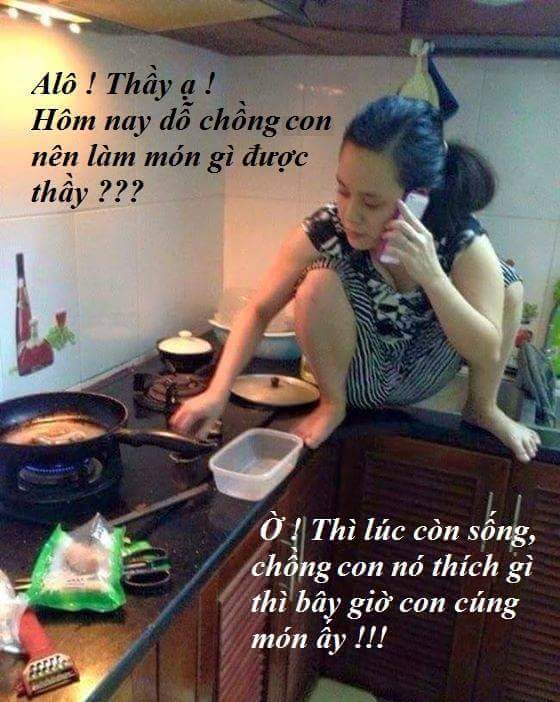 Alô ! Thầy ạ !
Hôm nay dỗ chồng con
nên làm món gì được
thầy ???
Ờ ! Thì lúc còn sống,
chồng con nó thích gì
thì bây giờ con cúng
món ấy !!!